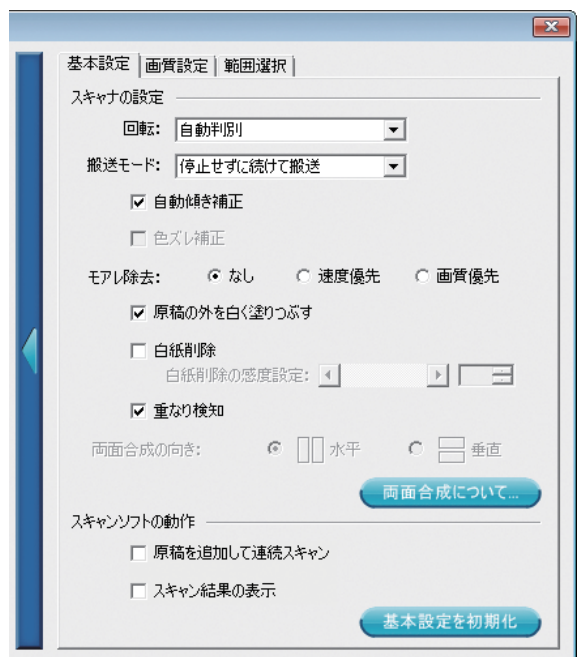 基本設定 画質設定 範囲選択
スキャナの設定
回転: 自動判別
搬送モード: 停止せずに続けて搬送
自動傾き補正
色ズレ補正
モアレ除去: なし 速度優先 画質優先
原稿の外を白く塗りつぶす
白紙削除
白紙削除の感度設定:
重なり検知
両面合成の向き: 水平 垂直
両面合成について...
スキャンソフトの動作
原稿を追加して連続スキャン
スキャン結果の表示
基本設定を初期化